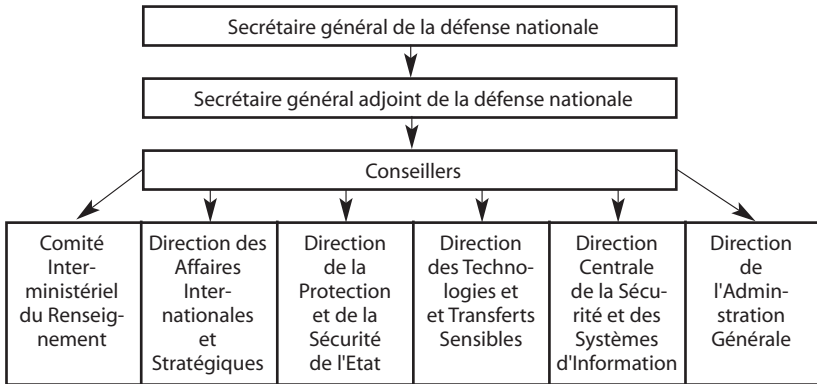 Secrétaire général de la défense nationale
Secrétaire général adjoint de la défense nationale
Conseillers
Comité
Inter-
ministériel
du Renseig-
nement
Direction des
Affaires
Inter-
nationales
et
Stratégiques
Direction
de la
Protection
et de la
Sécurité
de l'Etat
Direction
des Techno-
logies et
et Transferts
Sensibles
Direction
Centrale
de la Sécu-
rité et des
Systèmes
d'Information
Direction
de
l'Admin-
stration
Générale